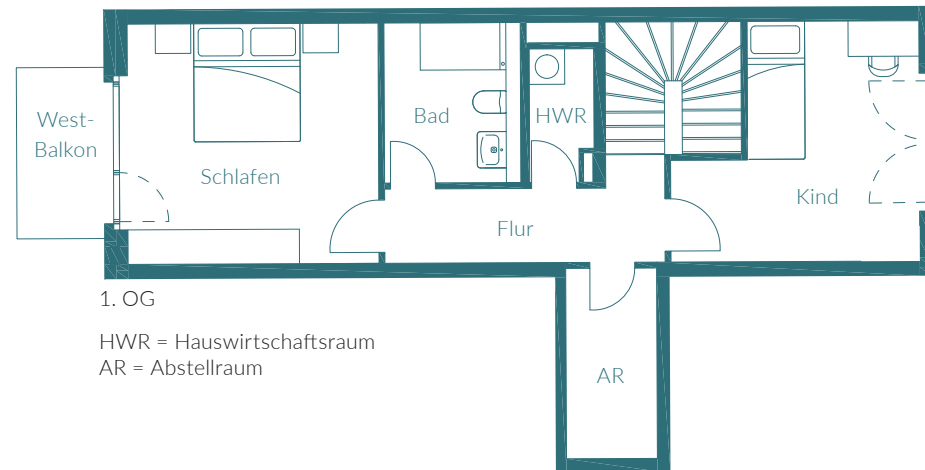 West-
Balkon
Schlafen
Bad
HWR
Flur
Kind
AR
1. OG
HWR = Hauswirtschaftsraum
AR = Abstellraum